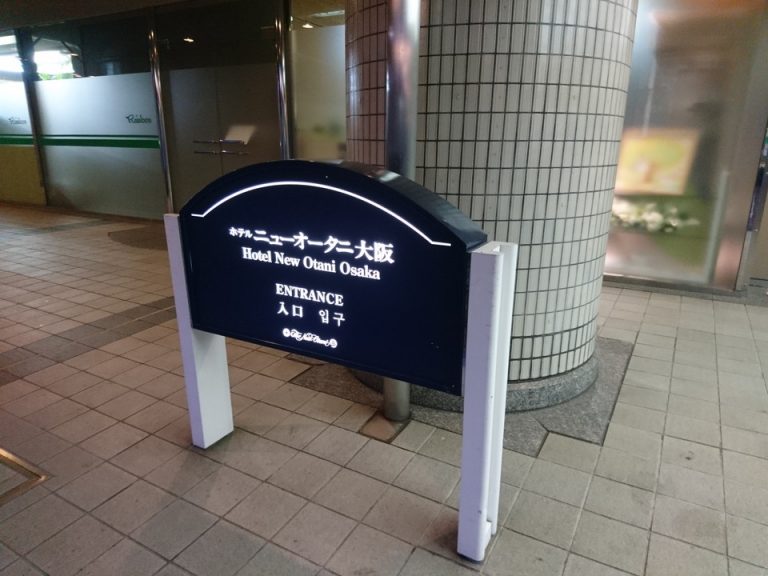 ホテル ニューオータニ大阪
Hotel New Otani Osaka
ENTRANCE
入口 입구